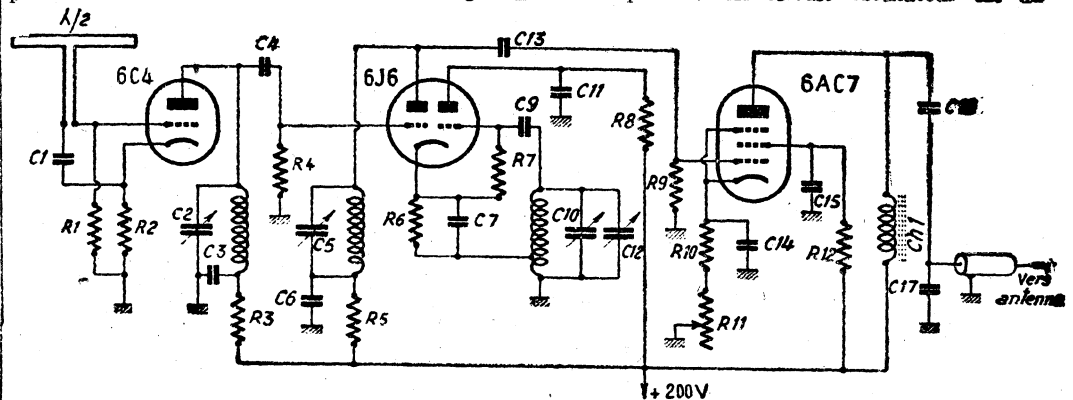 λ/2
6C4
C4
6J6
C13
6AC7
C11
C9
R8
C1
R4
R7
R9
C15
R1
R2
C2
C3
C5
R6
C7
C10
C12
R10
C14
R12
Ch1
C6
R3
R5
R11
C17
vers
antenne
+ 200V